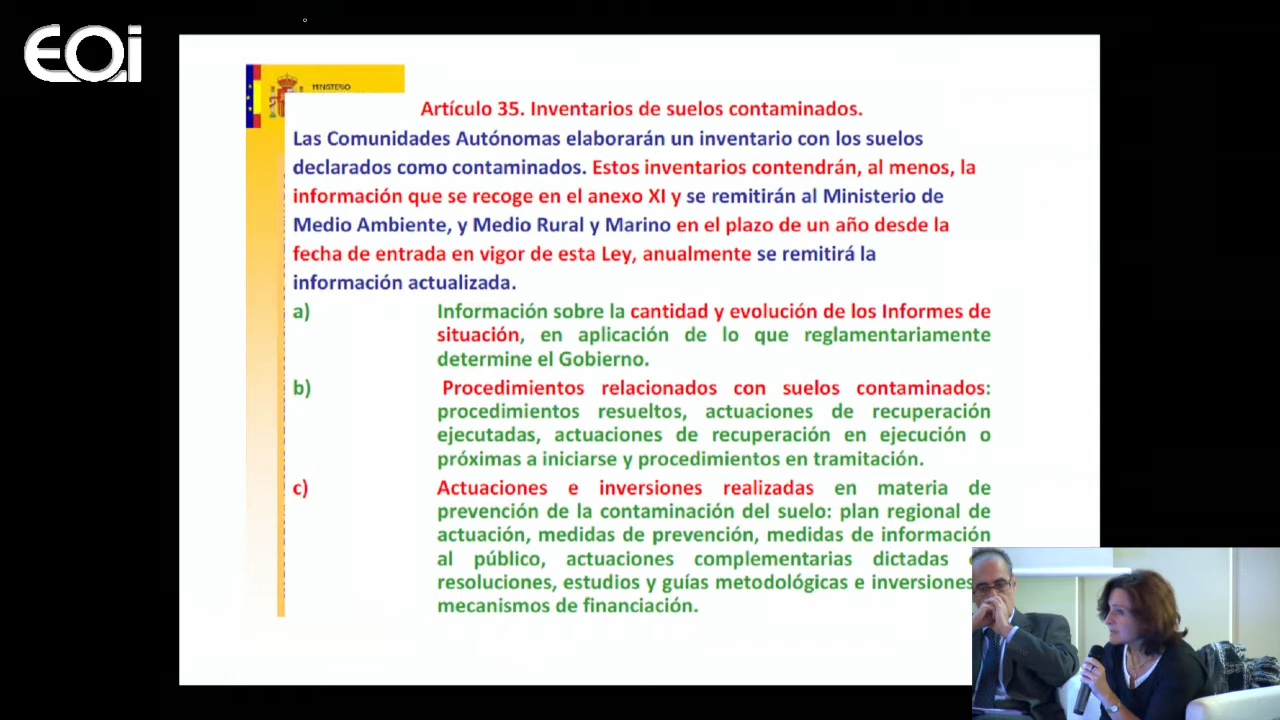 EOi
MINISTERIO
Artículo 35. Inventarios de suelos contaminados.
Las Comunidades Autónomas elaborarán un inventario con los suelos
declarados como contaminados. Estos inventarios contendrán, al menos, la
información que se recoge en el anexo XI y se remitirán al Ministerio de
Medio Ambiente, y Medio Rural y Marino en el plazo de un año desde la
fecha de entrada en vigor de esta Ley, anualmente se remitirá la
información actualizada.
a) Información sobre la cantidad y evolución de los Informes de
situación, en aplicación de lo que reglamentariamente
determine el Gobierno.
b) Procedimientos relacionados con suelos contaminados:
procedimientos resueltos, actuaciones de recuperación
ejecutadas, actuaciones de recuperación en ejecución o
próximas a iniciarse y procedimientos en tramitación.
c) Actuaciones e inversiones realizadas en materia de
prevención de la contaminación del suelo: plan regional de
actuación, medidas de prevención, medidas de información
al público, actuaciones complementarias dictadas
resoluciones, estudios y guías metodológicas e inversiones
mecanismos de financiación.